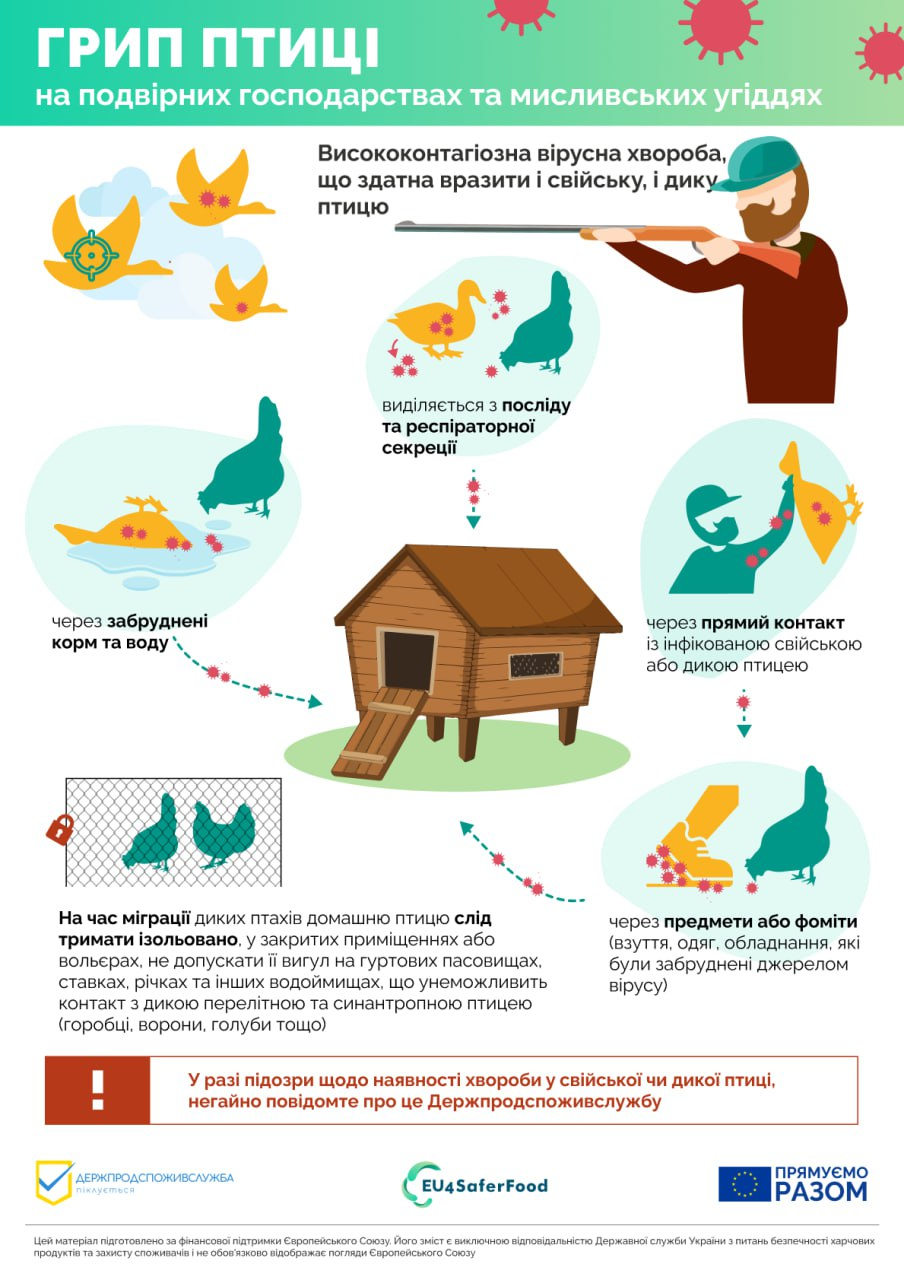 ГРИП ПТИЦІ
на подвірних господарствах та мисливських угіддях
Висококонтагіозна вірусна хвороба,
що здатна вразити і свійську, і дику
птицю
виділяється з посліду
та респіраторної
секреції
через забруднені
корм та воду
через прямий контакт
із інфікованою свійською
або дикою птицею
через предмети або фоміти
(взуття, одяг, обладнання, які
були забруднені джерелом
вірусу)
На час міграції диких птахів домашню птицю слід
тримати ізольовано, у закритих приміщеннях або
вольєрах, не допускати її вигул на гуртових пасовищах,
ставках, річках та інших водоймищах, що унеможливить
контакт з дикою перелітною та синантропною птицею
(горобці, ворони, голуби тощо)
!
У разі підозри щодо наявності хвороби у свійської чи дикої птиці,
негайно повідомте про це Держпродспоживслужбу
ДЕРЖПРОДСПОЖИВСЛУЖБА
піклується
EU4SaferFood
ПРЯМУЄМО
РАЗОМ
Цей матеріал підготовлено за фінансової підтримки Європейського Союзу. Його зміст є виключною відповідальністю Державної служби України з питань безпечності харчових
продуктів та захисту споживачів і не обов'язково відображає погляди Європейського Союзу